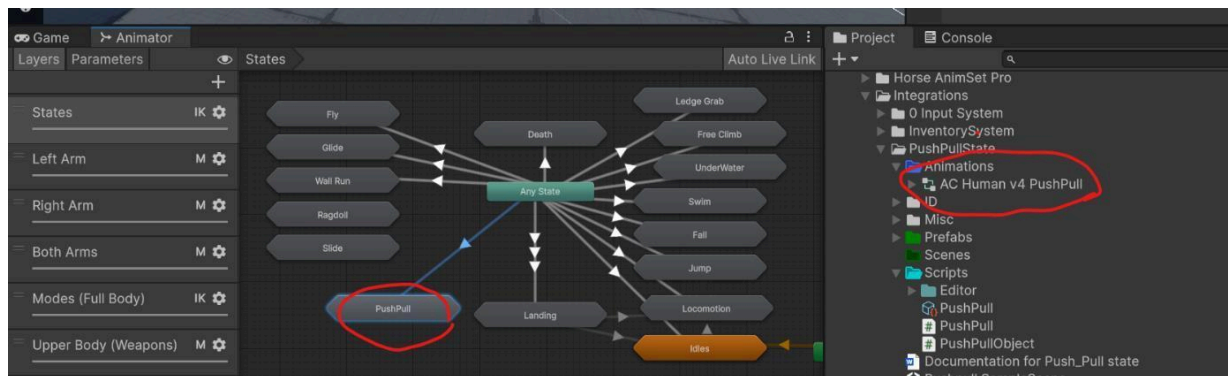 Game
Animator
Layers Parameters
States
Auto Live Link
States IK
Left Arm M
Right Arm M
Both Arms M
Modes (Full Body) IK
Upper Body (Weapons) M
Fly
Glide
Wall Run
Ragdoll
Slide
PushPull
Death
Any State
Landing
Ledge Grab
Free Climb
UnderWater
Swim
Fall
Jump
Locomotion
Idles
Project Console
Horse AnimSet Pro
Integrations
0 Input System
InventorySystem
PushPullState
Animations
AC Human v4 PushPull
ID
Misc
Prefabs
Scenes
Scripts
Editor
PushPull
# PushPull
# PushPullObject
Documentation for Push_Pull state